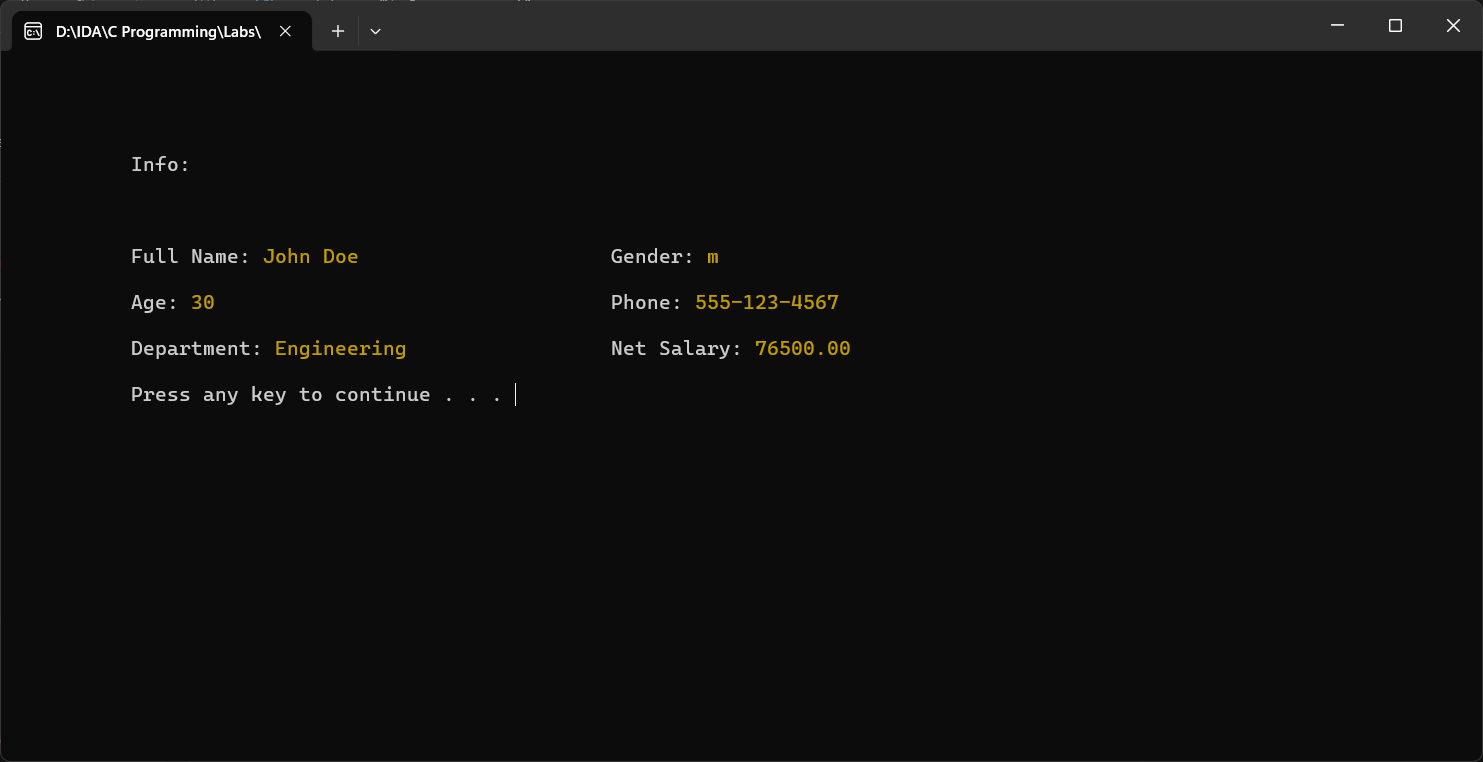 D:\IDA\C Programming\Labs\
Info:
Full Name: John Doe Gender: m
Age: 30 Phone: 555-123-4567
Department: Engineering Net Salary: 76500.00
Press any key to continue . . .